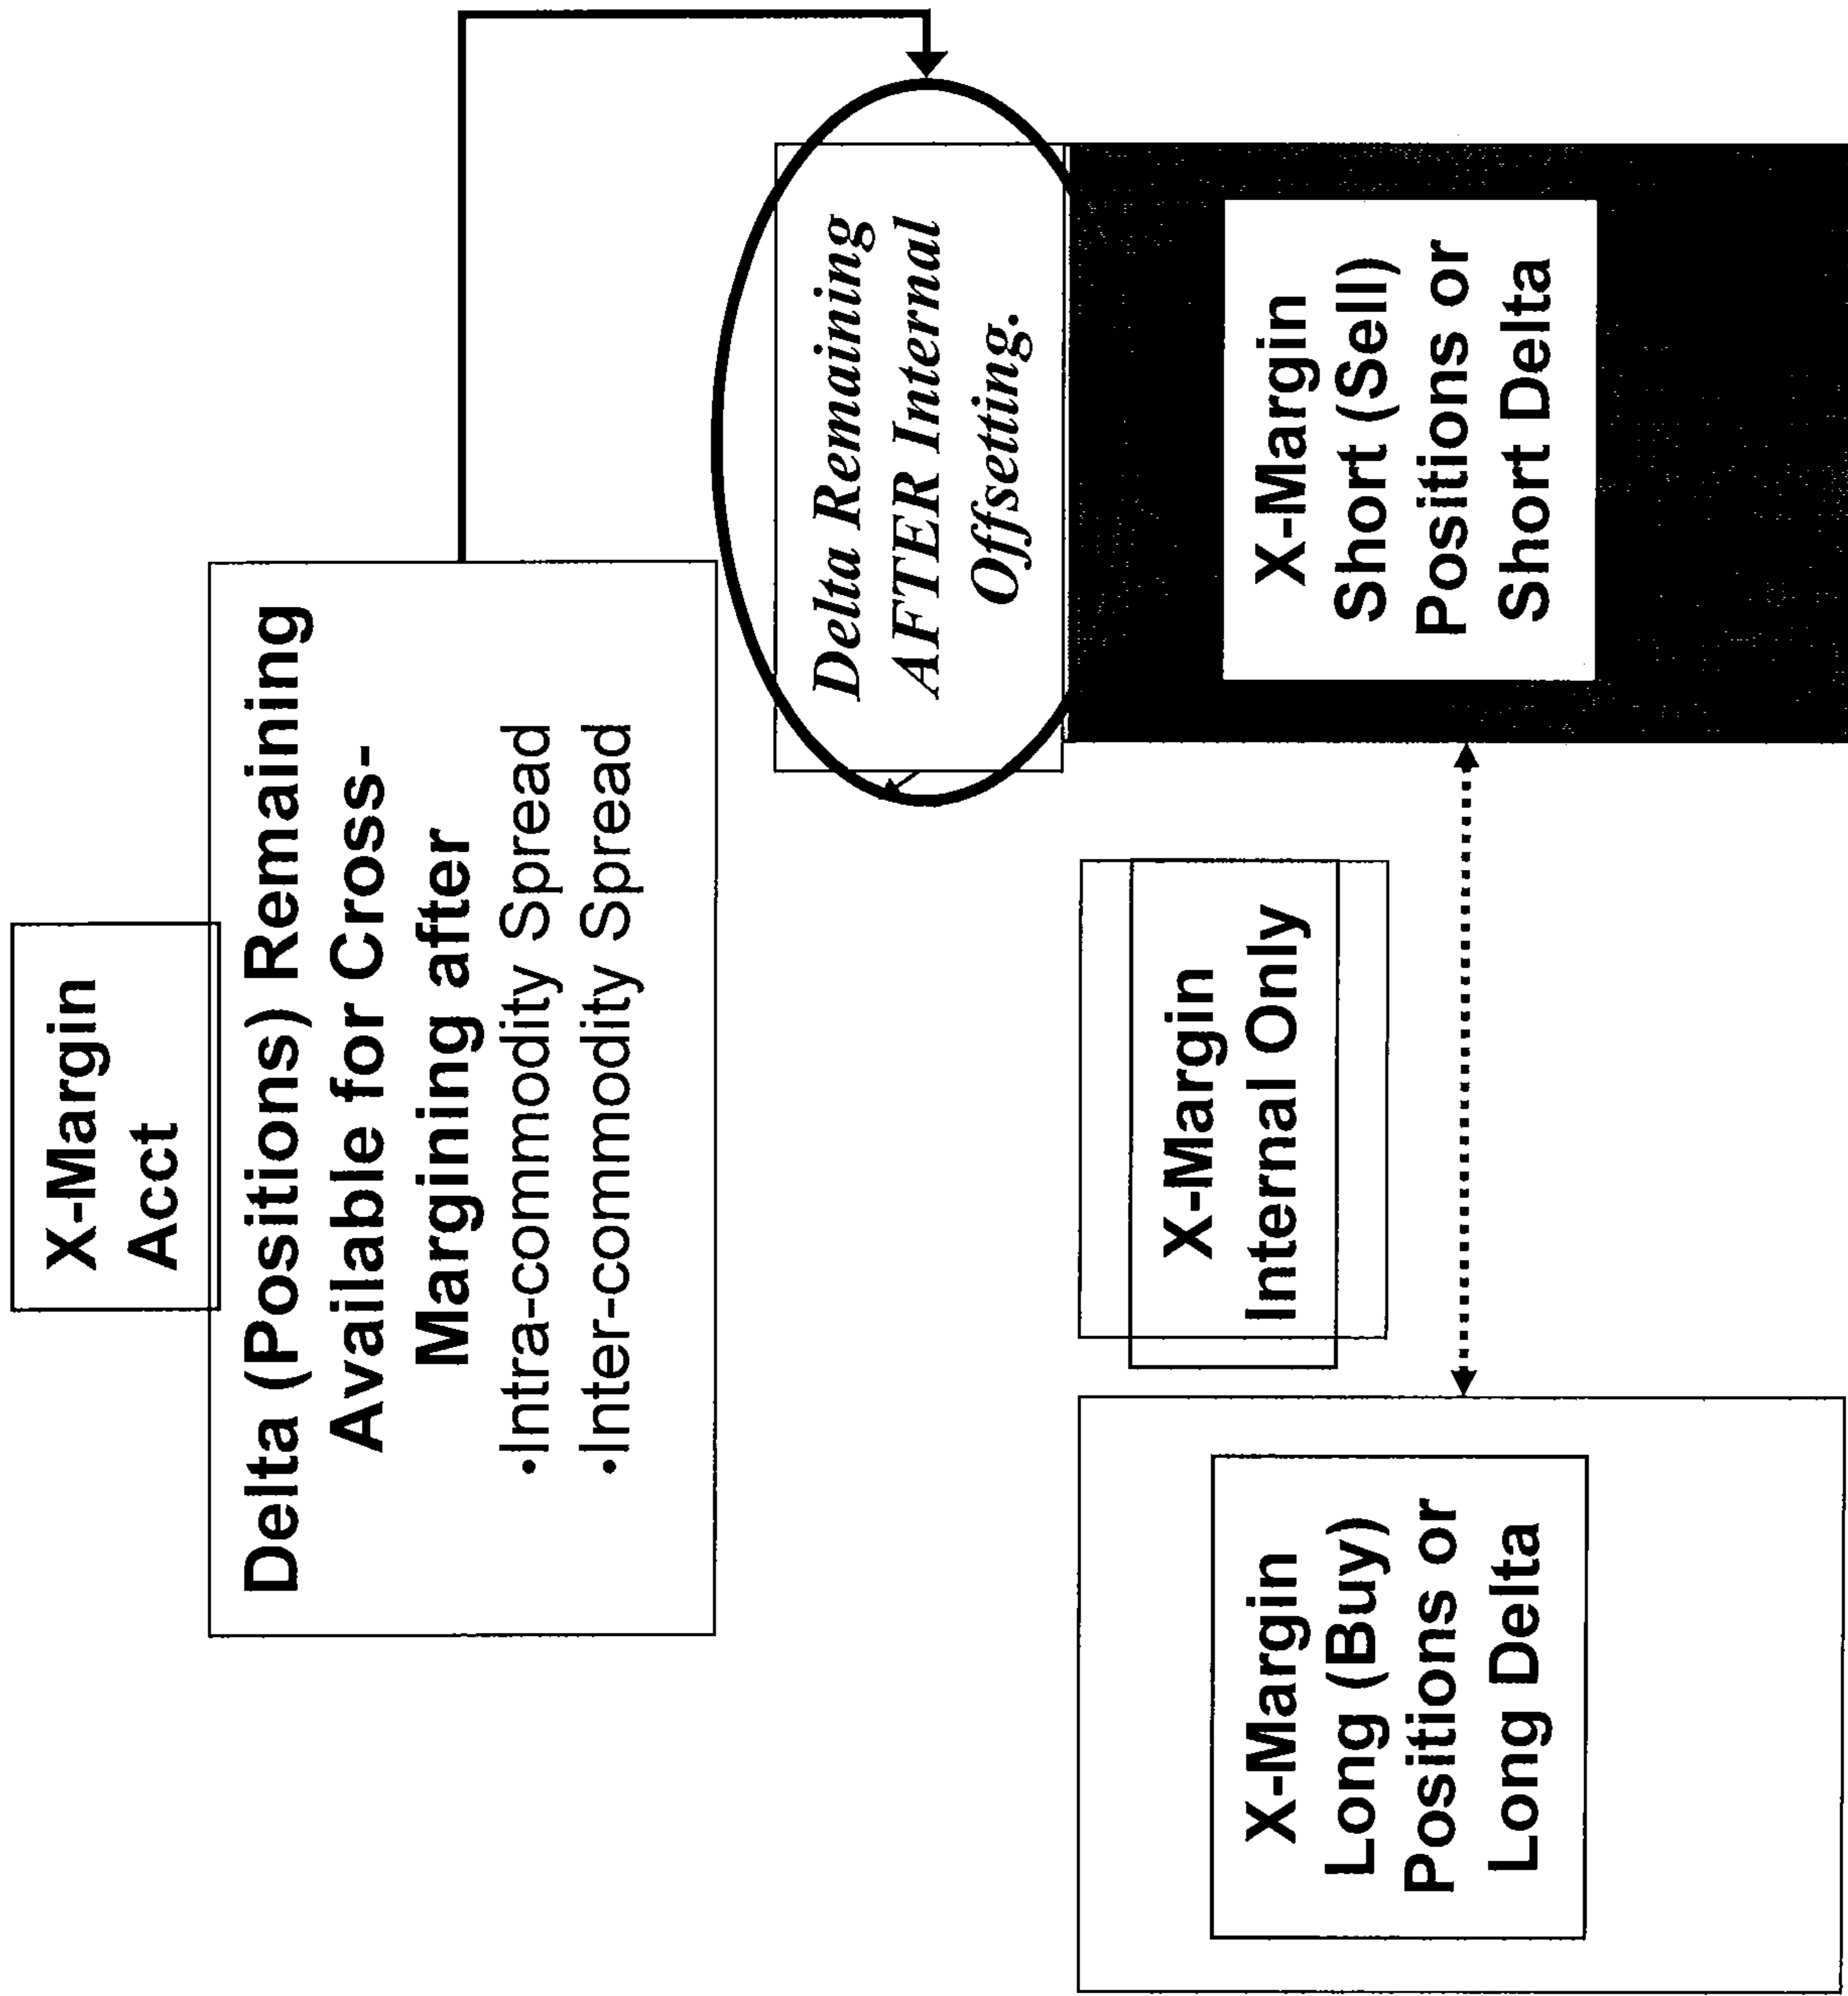 X-Margin
Acct
Delta (Positions) Remaining
Available for Cross-
Margining after
•Intra-commodity Spread
•Inter-commodity Spread
Delta Remaining
AFTER Internal
Offsetting.
X-Margin
Internal Only
X-Margin
Long (Buy)
Positions or
Long Delta
X-Margin
Short (Sell)
Positions or
Short Delta